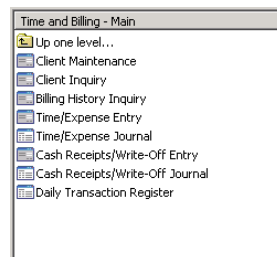 Time and Billing - Main
Up one level...
Client Maintenance
Client Inquiry
Billing History Inquiry
Time/Expense Entry
Time/Expense Journal
Cash Receipts/Write-Off Entry
Cash Receipts/Write-Off Journal
Daily Transaction Register